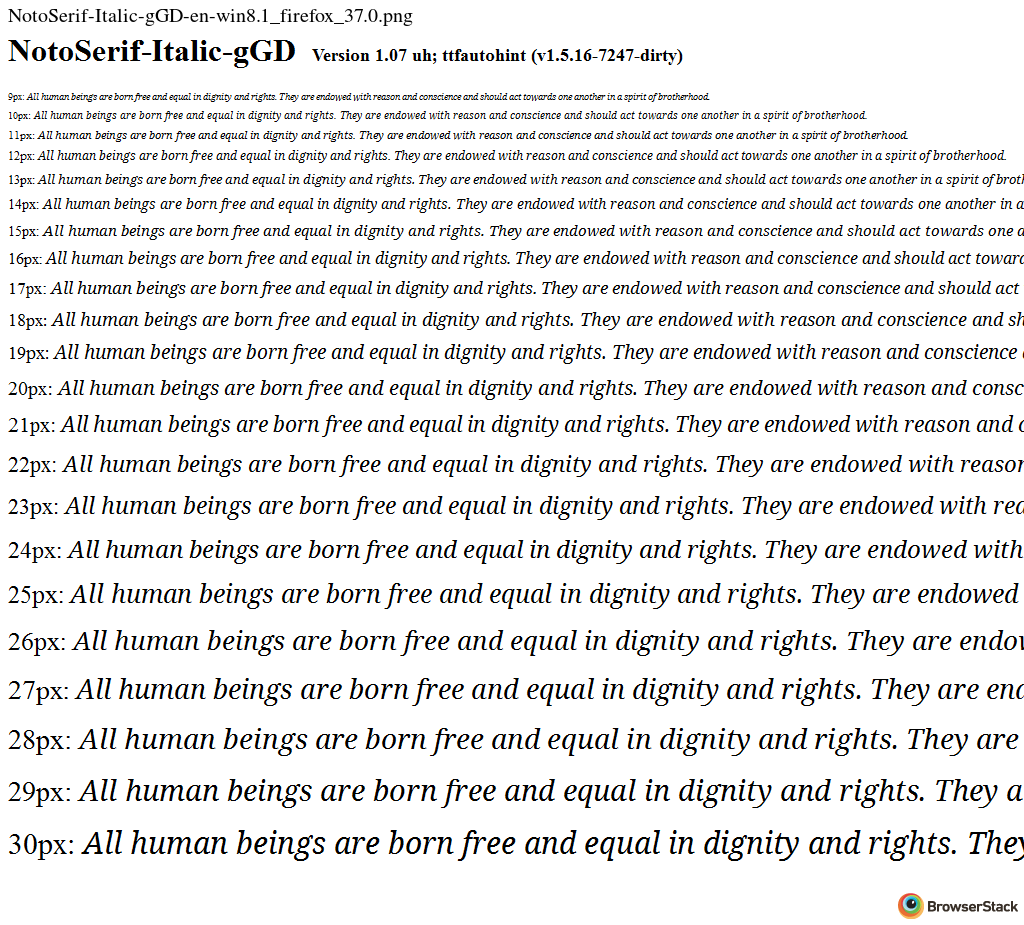 NotoSerif-Italic-gGD-en-win8.1_firefox_37.0.png
NotoSerif-Italic-gGD Version 1.07 uh; ttfautohint (v1.5.16-7247-dirty)
9px: All human beings are born free and equal in dignity and rights. They are endowed with reason and conscience and should act towards one another in a spirit of brotherhood.
10px: All human beings are born free and equal in dignity and rights. They are endowed with reason and conscience and should act towards one another in a spirit of brotherhood.
11px: All human beings are born free and equal in dignity and rights. They are endowed with reason and conscience and should act towards one another in a spirit of brotherhood.
12px: All human beings are born free and equal in dignity and rights. They are endowed with reason and conscience and should act towards one another in a spirit of brotherhood.
13px: All human beings are born free and equal in dignity and rights. They are endowed with reason and conscience and should act towards one another in a spirit of broth
14px: All human beings are born free and equal in dignity and rights. They are endowed with reason and conscience and should act towards one another in a
15px: All human beings are born free and equal in dignity and rights. They are endowed with reason and conscience and should act towards one a
16px: All human beings are born free and equal in dignity and rights. They are endowed with reason and conscience and should act toward
17px: All human beings are born free and equal in dignity and rights. They are endowed with reason and conscience and should act
18px: All human beings are born free and equal in dignity and rights. They are endowed with reason and conscience and sh
19px: All human beings are born free and equal in dignity and rights. They are endowed with reason and conscience
20px: All human beings are born free and equal in dignity and rights. They are endowed with reason and consc
21px: All human beings are born free and equal in dignity and rights. They are endowed with reason and c
22px: All human beings are born free and equal in dignity and rights. They are endowed with reason
23px: All human beings are born free and equal in dignity and rights. They are endowed with rea
24px: All human beings are born free and equal in dignity and rights. They are endowed with
25px: All human beings are born free and equal in dignity and rights. They are endowed
26px: All human beings are born free and equal in dignity and rights. They are endow
27px: All human beings are born free and equal in dignity and rights. They are end
28px: All human beings are born free and equal in dignity and rights. They are
29px: All human beings are born free and equal in dignity and rights. They a
30px: All human beings are born free and equal in dignity and rights. They
BrowserStack